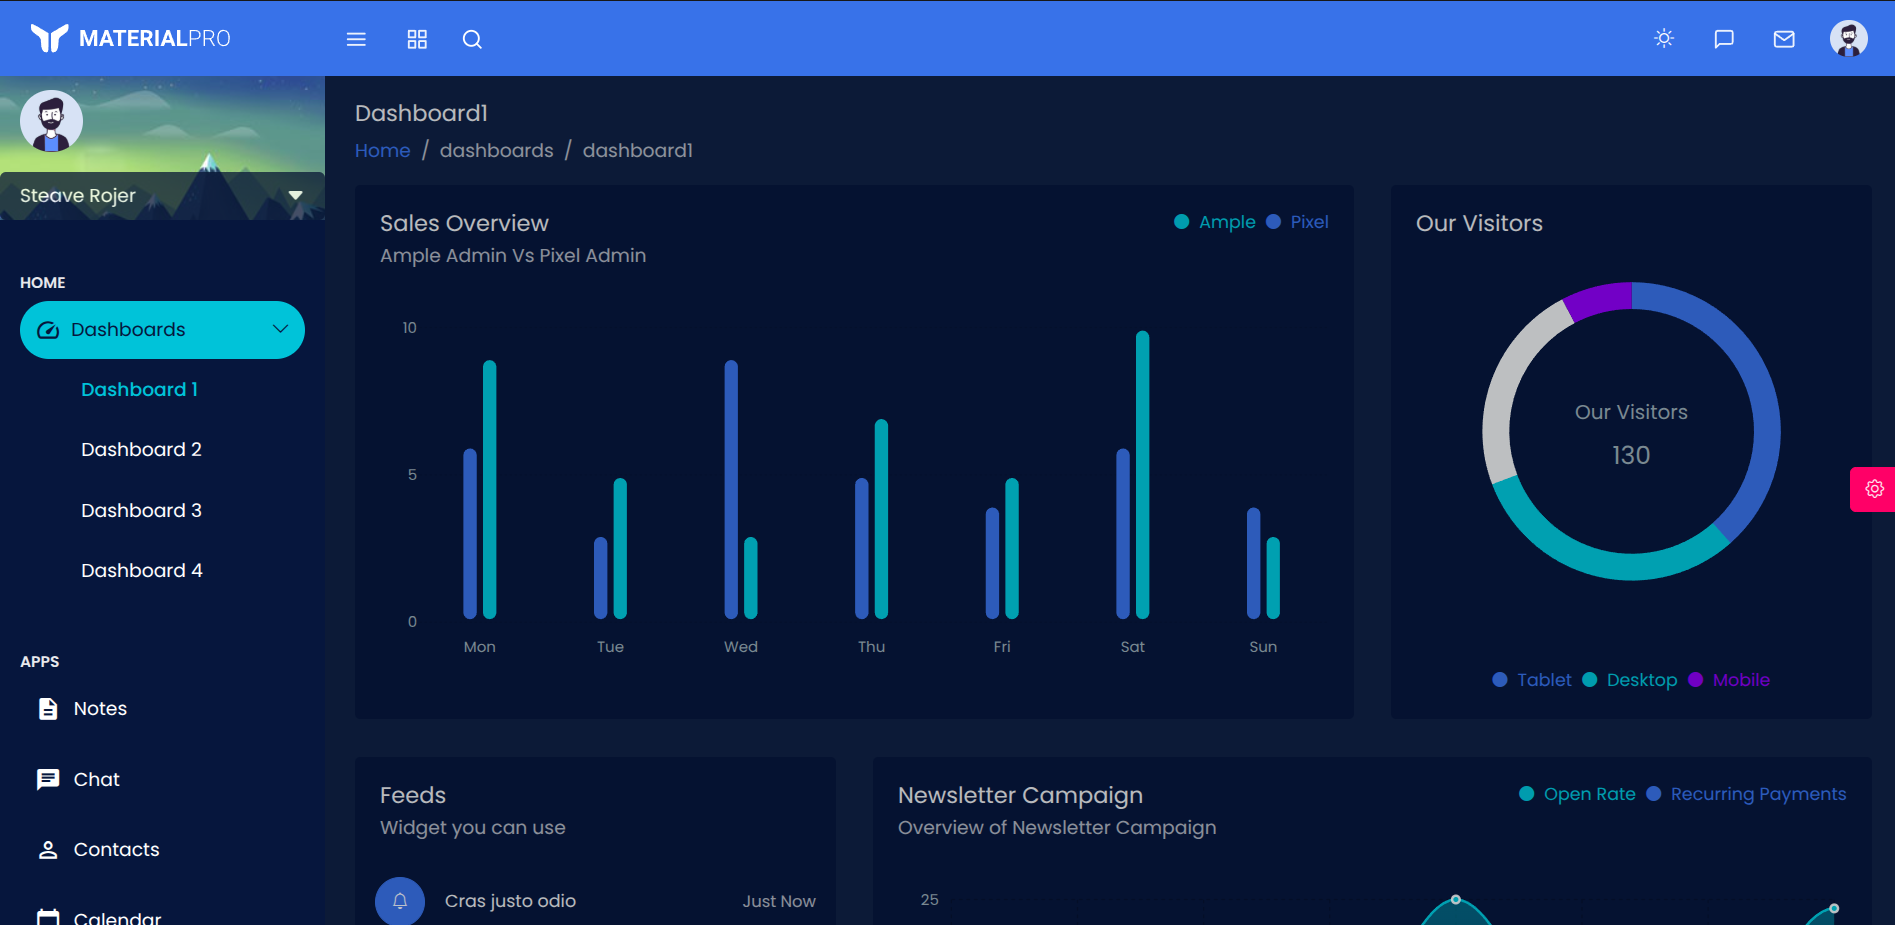 MATERIALPRO
Steave Rojer
HOME
Dashboards
Dashboard 1
Dashboard 2
Dashboard 3
Dashboard 4
APPS
Notes
Chat
Contacts
Calendar
Dashboard1
Home / dashboards / dashboard1
Sales Overview
Ample Admin Vs Pixel Admin
Ample Pixel
10
5
0
Mon Tue Wed Thu Fri Sat Sun
Our Visitors
Our Visitors
130
Tablet Desktop Mobile
Feeds
Widget you can use
Cras justo odio Just Now
Newsletter Campaign
Overview of Newsletter Campaign
Open Rate Recurring Payments
25